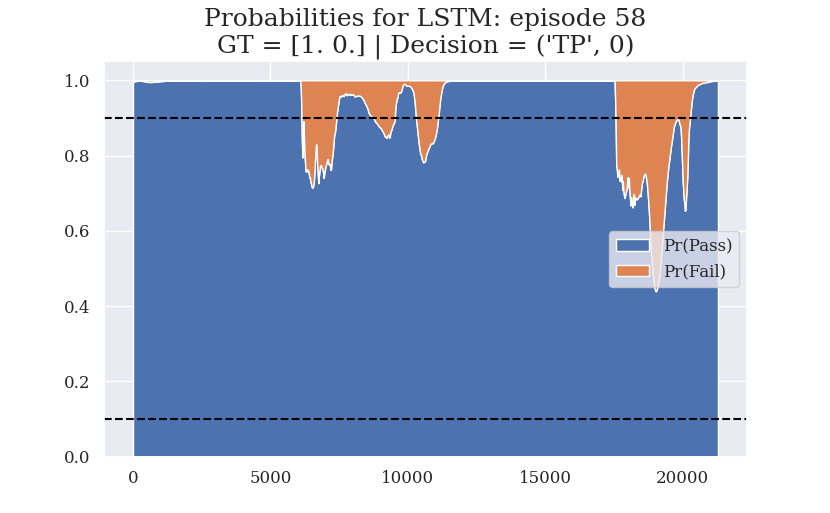 Probabilities for LSTM: episode 58
GT = [1. 0.] | Decision = ('TP', 0)
1.0
0.8
0.6
0.4
0.2
0.0
Pr(Pass)
Pr(Fail)
0
5000
10000
15000
20000